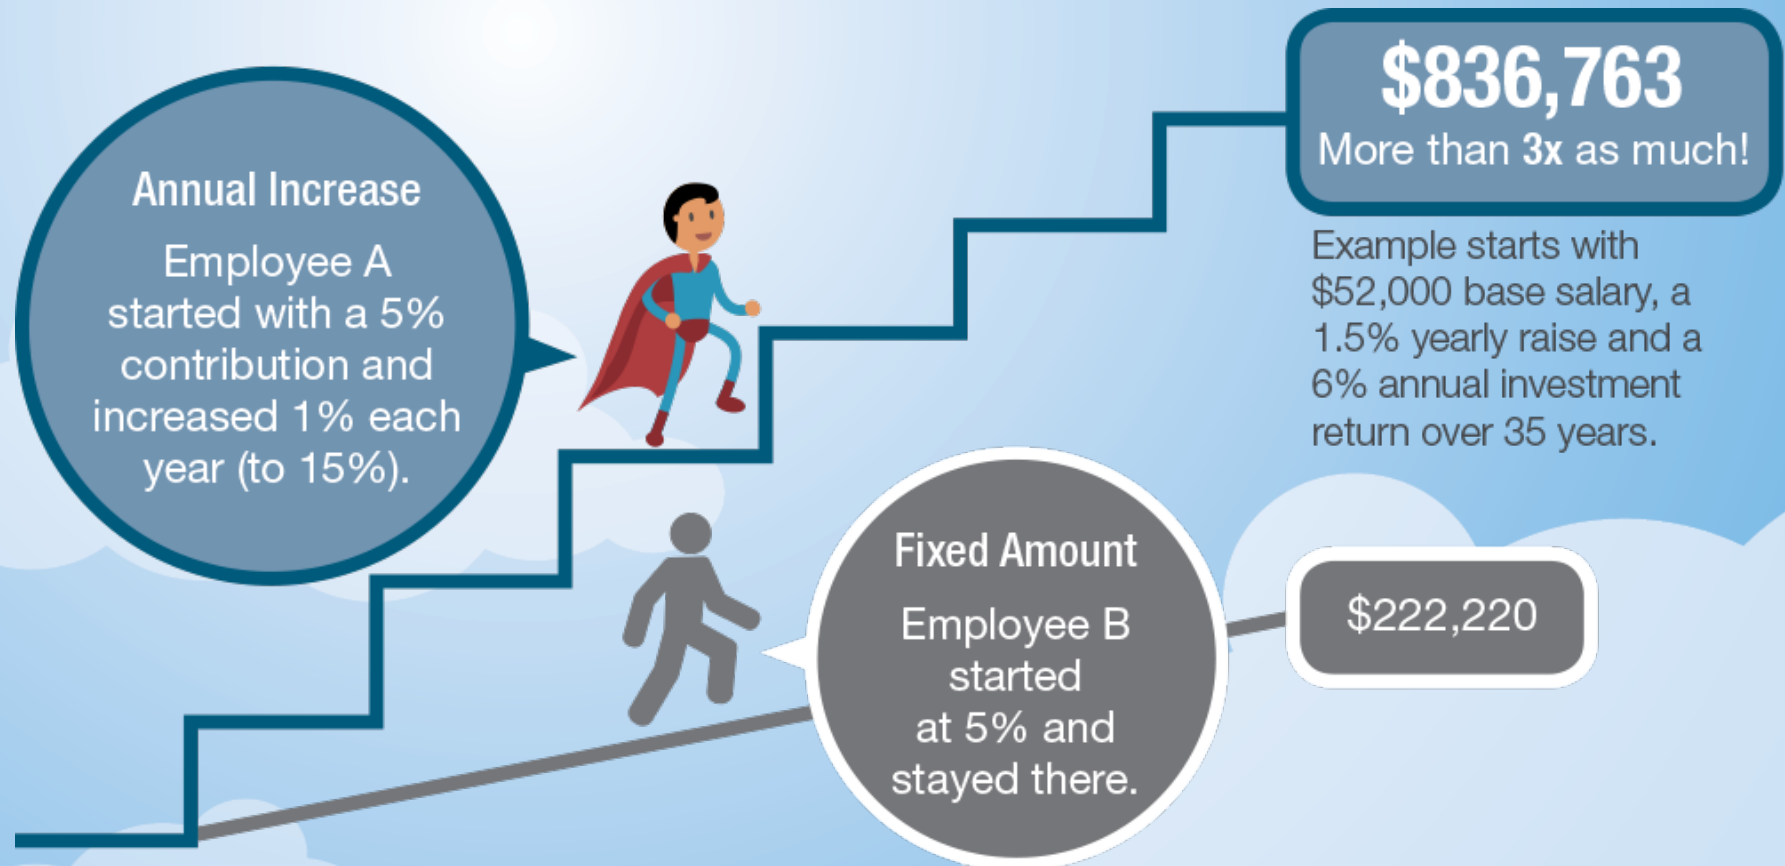 Annual Increase
Employee A
started with a 5%
contribution and
increased 1% each
year (to 15%).
$836,763
More than 3x as much!
Example starts with
$52,000 base salary, a
1.5% yearly raise and a
6% annual investment
return over 35 years.
Fixed Amount
Employee B
started
at 5% and
stayed there.
$222,220